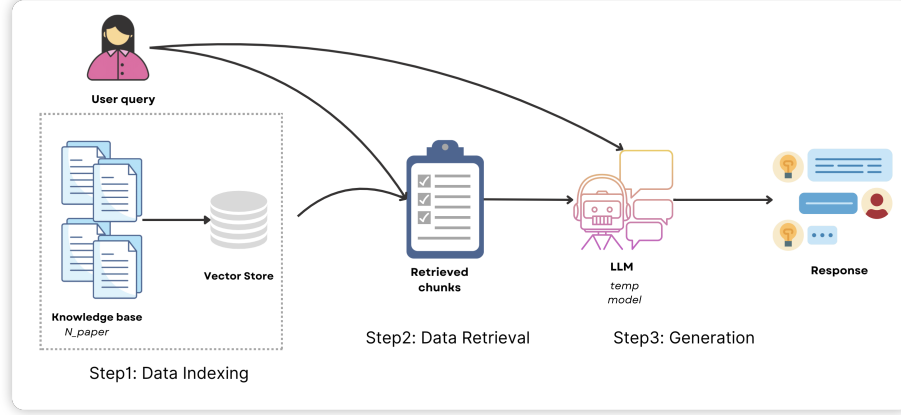 User query
Knowledge base
N_paper
Vector Store
Step1: Data Indexing
Retrieved
chunks
Step2: Data Retrieval
LLM
temp
model
Step3: Generation
Response